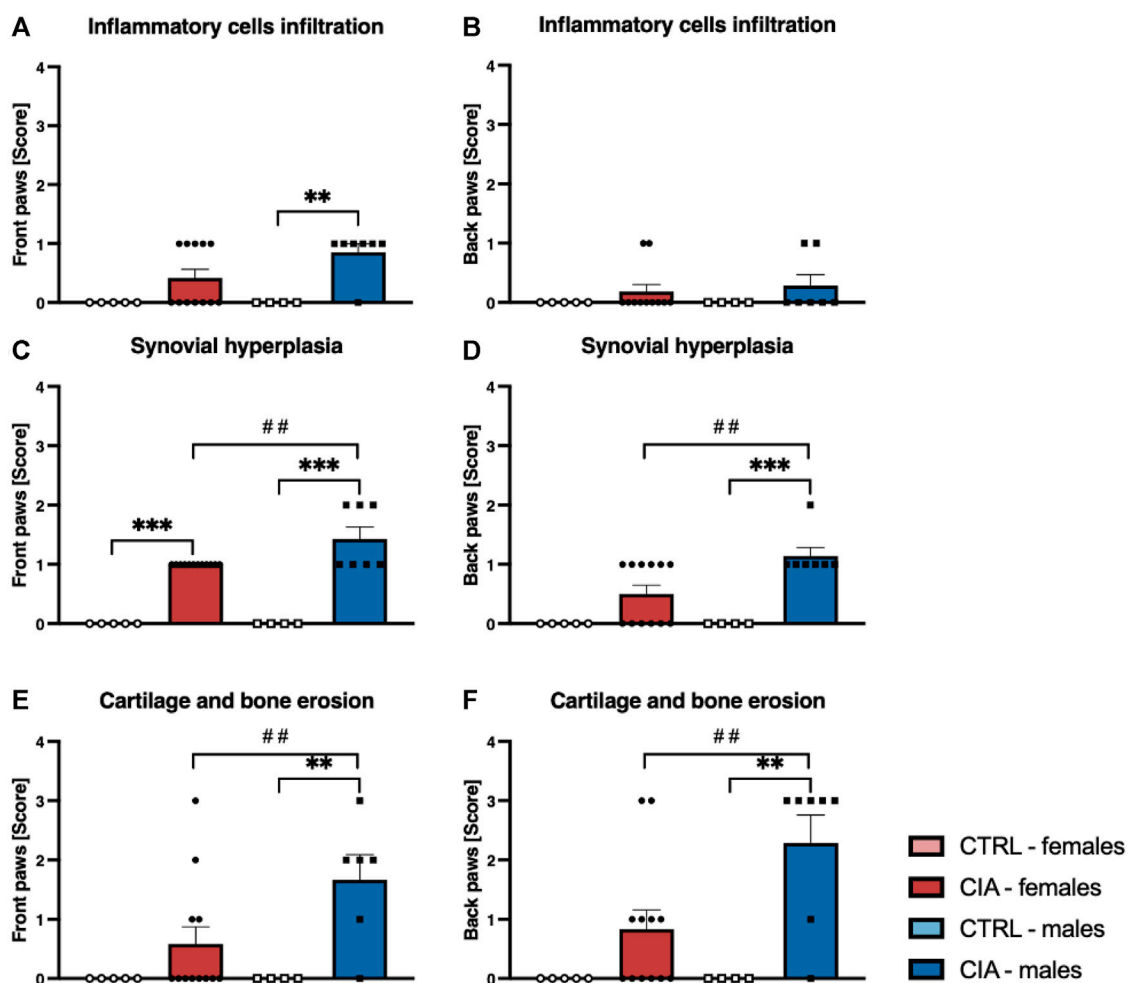 A Inflammatory cells infiltration
Front paws [Score]
4
3
2
1
0
**
B Inflammatory cells infiltration
Back paws [Score]
4
3
2
1
0
C Synovial hyperplasia
Front paws [Score]
4
3
2
1
0
***
##
***
D Synovial hyperplasia
Back paws [Score]
4
3
2
1
0
##
***
E Cartilage and bone erosion
Front paws [Score]
4
3
2
1
0
##
**
F Cartilage and bone erosion
Back paws [Score]
4
3
2
1
0
##
**
CTRL - females
CIA - females
CTRL - males
CIA - males